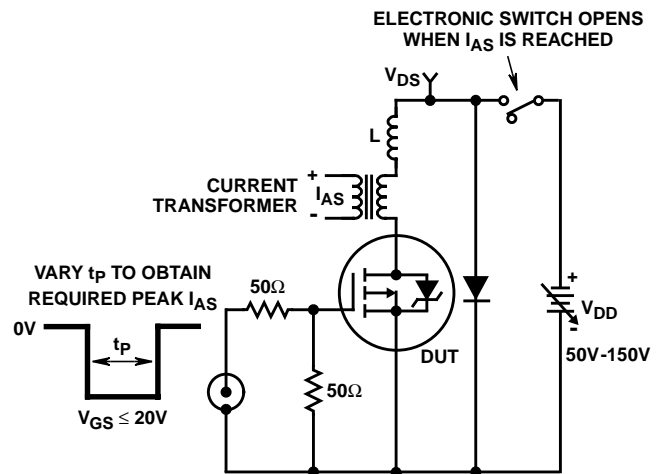 ELECTRONIC SWITCH OPENS
WHEN IAS IS REACHED
VDS
L
+
CURRENT
TRANSFORMER
IAS
-
VARY tP TO OBTAIN
REQUIRED PEAK IAS
50Ω
0V
tP
VGS ≤ 20V
50Ω
DUT
+
VDD
-
50V-150V